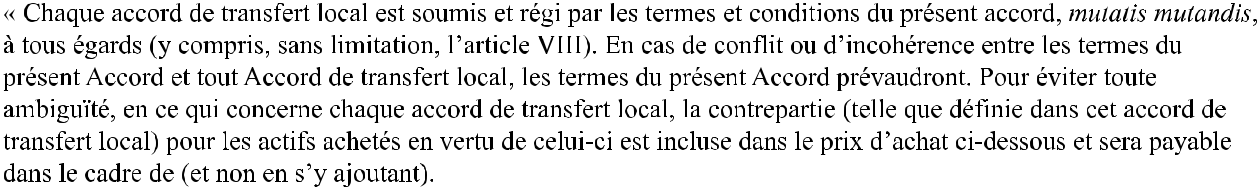 « Chaque accord de transfert local est soumis et régi par les termes et conditions du présent accord, mutatis mutandis,
à tous égards (y compris, sans limitation, l’article VIII). En cas de conflit ou d’incohérence entre les termes du
présent Accord et tout Accord de transfert local, les termes du présent Accord prévaudront. Pour éviter toute
ambiguïté, en ce qui concerne chaque accord de transfert local, la contrepartie (telle que définie dans cet accord de
transfert local) pour les actifs achetés en vertu de celui-ci est incluse dans le prix d’achat ci-dessous et sera payable
dans le cadre de (et non en s’y ajoutant).